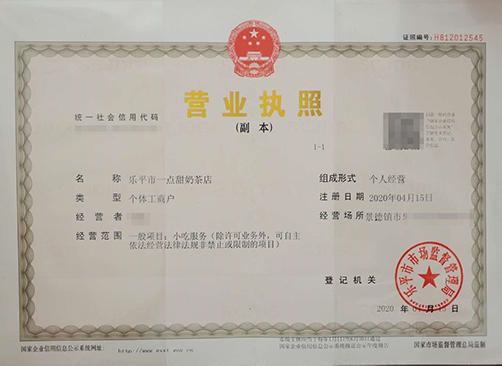 证照编号：H812012545
营业执照
（副 本）
统一社会信用代码
1-1
名 称 乐平市一点甜奶茶店
组成形式 个人经营
类 型 个体工商户
注册日期 2020年04月15日
经营者
经营场所 景德镇市
经营范围 一般项目：小吃服务（除许可业务外，可自主
依法经营法律法规非禁止或限制的项目）
登记机关
乐平市市场监督管理局
2020
国家企业信用信息公示系统网址：
国家市场监督管理总局监制